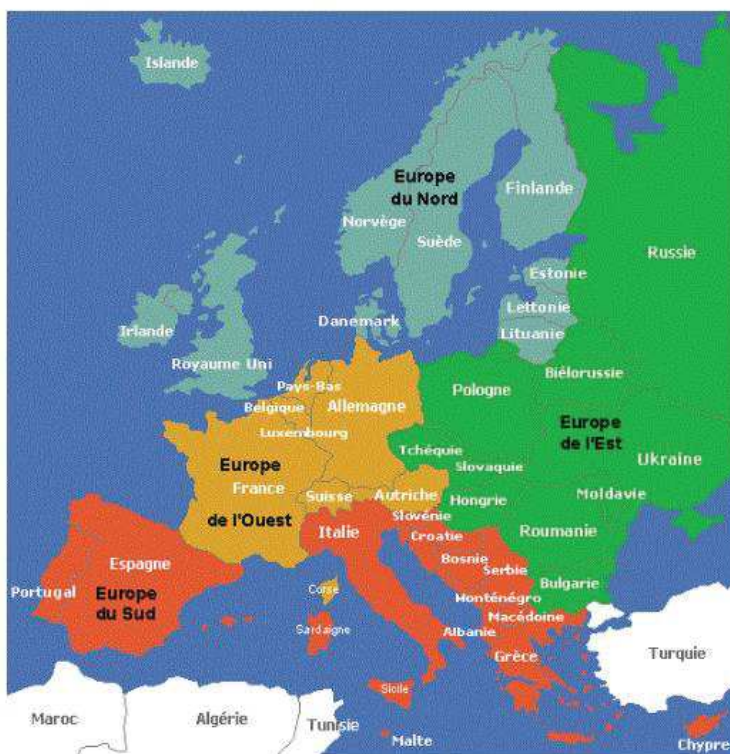 Islande
Europe
du Nord
Finlande
Norvège
Suède
Russie
Estonie
Irlande
Danemark
Lettonie
Lituanie
Royaume Uni
Pays-Bas
Biélorussie
Pologne
Belgique
Allemagne
Luxembourg
Europe
de l'Est
Tchéquie
Ukraine
Europe
de l'Ouest
France
Slovaquie
Suisse
Autriche
Hongrie
Moldavie
Slovénie
Italie
Croatie
Roumanie
Espagne
Bosnie
Serbie
Bulgarie
Portugal
Europe
du Sud
Corse
Monténégro
Macédoine
Sardaigne
Albanie
Grèce
Turquie
Sicile
Maroc
Algérie
Tunisie
Malte
Chypre